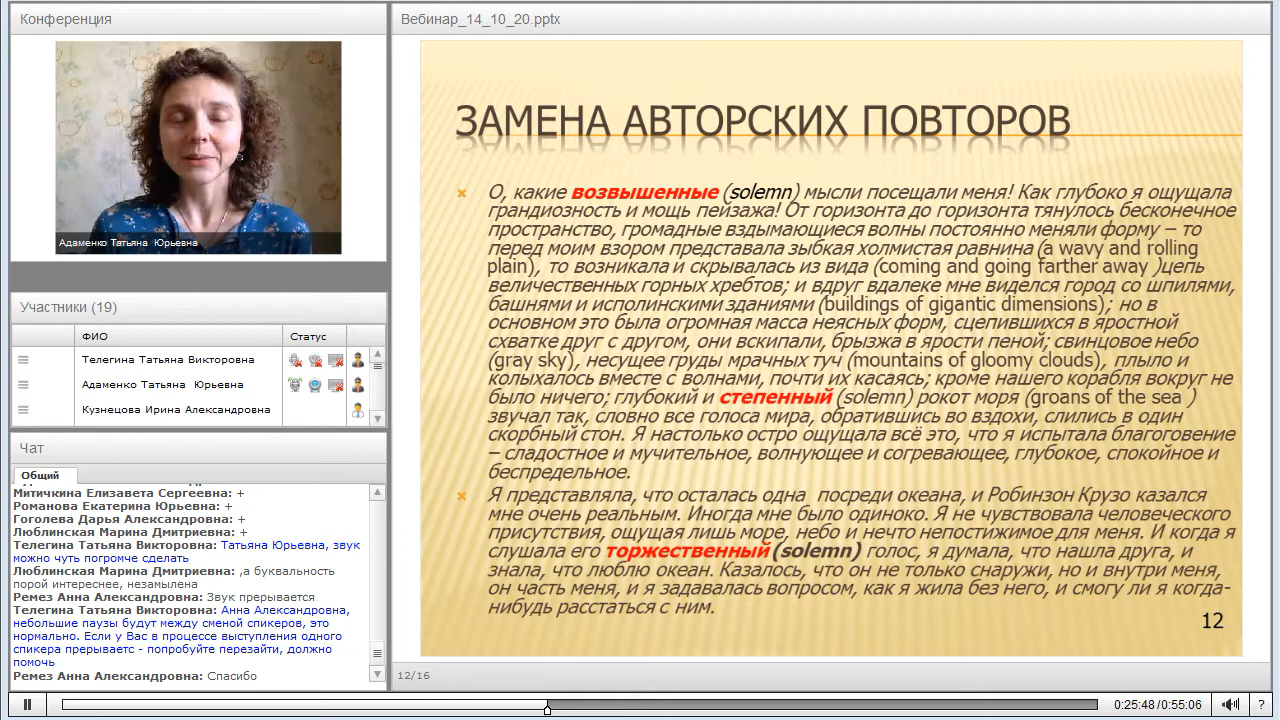 Конференция
Адаменко Татьяна Юрьевна
Участники (19)
ФИО Статус
Телегина Татьяна Викторовна
Адаменко Татьяна Юрьевна
Кузнецова Ирина Александровна
Чат
Общий
Митичкина Елизавета Сергеевна: +
Романова Екатерина Юрьевна: +
Гоголева Дарья Александровна: +
Люблинская Марина Дмитриевна: +
Телегина Татьяна Викторовна: Татьяна Юрьевна, звук
можно чуть погромче сделать
Люблинская Марина Дмитриевна: ,а буквальность
порой интереснее, незамылена
Ремез Анна Александровна: Звук прерывается
Телегина Татьяна Викторовна: Анна Александровна,
небольшие паузы будут между сменой спикеров, это
нормально. Если у Вас в процессе выступления одного
спикера прерываетс - попробуйте перезайти, должно
помочь
Ремез Анна Александровна: Спасибо
Вебинар_14_10_20.pptx
ЗАМЕНА АВТОРСКИХ ПОВТОРОВ
О, какие возвышенные (solemn) мысли посещали меня! Как глубоко я ощущала
грандиозность и мощь пейзажа! От горизонта до горизонта тянулось бесконечное
пространство, громадные вздымающиеся волны постоянно меняли форму – то
перед моим взором представала зыбкая холмистая равнина (a wavy and rolling
plain), то возникала и скрывалась из вида (coming and going farther away )цепь
величественных горных хребтов; и вдруг вдалеке мне виделся город со шпилями,
башнями и исполинскими зданиями (buildings of gigantic dimensions); но в
основном это была огромная масса неясных форм, сцепившихся в яростной
схватке друг с другом, они вскипали, брызжа в ярости пеной; свинцовое небо
(gray sky), несущее груды мрачных туч (mountains of gloomy clouds), плыло и
колыхалось вместе с волнами, почти их касаясь; кроме нашего корабля вокруг не
было ничего; глубокий и степенный (solemn) рокот моря (groans of the sea )
звучал так, словно все голоса мира, обратившись во вздохи, слились в один
скорбный стон. Я настолько остро ощущала всё это, что я испытала благоговение
– сладостное и мучительное, волнующее и согревающее, глубокое, спокойное и
беспредельное.
Я представляла, что осталась одна посреди океана, и Робинзон Крузо казался
мне очень реальным. Иногда мне было одиноко. Я не чувствовала человеческого
присутствия, ощущая лишь море, небо и нечто непостижимое для меня. И когда я
слушала его торжественный (solemn) голос, я думала, что нашла друга, и
знала, что люблю океан. Казалось, что он не только снаружи, но и внутри меня,
он часть меня, и я задавалась вопросом, как я жила без него, и смогу ли я когда-
нибудь расстаться с ним.
12
12/16
0:25:48/0:55:06
?